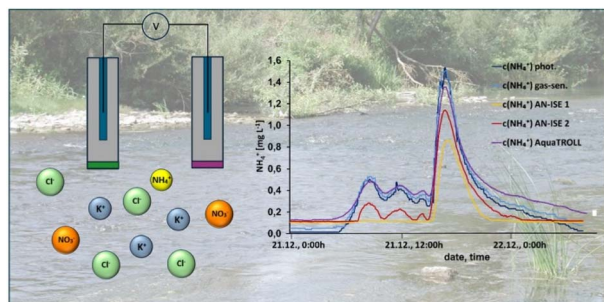 V
Cl⁻
NH₄⁺
K⁺
Cl⁻
K⁺
NO₃⁻
NO₃⁻
K⁺
Cl⁻
Cl⁻
NH₄⁺ [mg L⁻¹]
1,6
1,4
1,2
1,0
0,8
0,6
0,4
0,2
0,0
21.12., 0:00h
21.12., 12:00h
22.12., 0:00h
date, time
c(NH₄⁺) phot.
c(NH₄⁺) gas-sen.
c(NH₄⁺) AN-ISE 1
c(NH₄⁺) AN-ISE 2
c(NH₄⁺) AquaTROLL